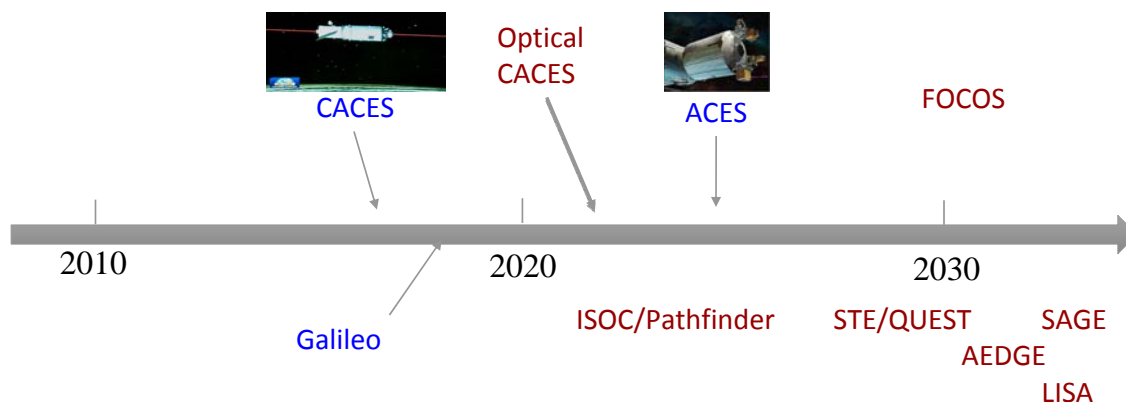 Optical
CACES
CACES
ACES
FOCOS
2010
2020
2030
Galileo
ISOC/Pathfinder
STE/QUEST
SAGE
AEDGE
LISA